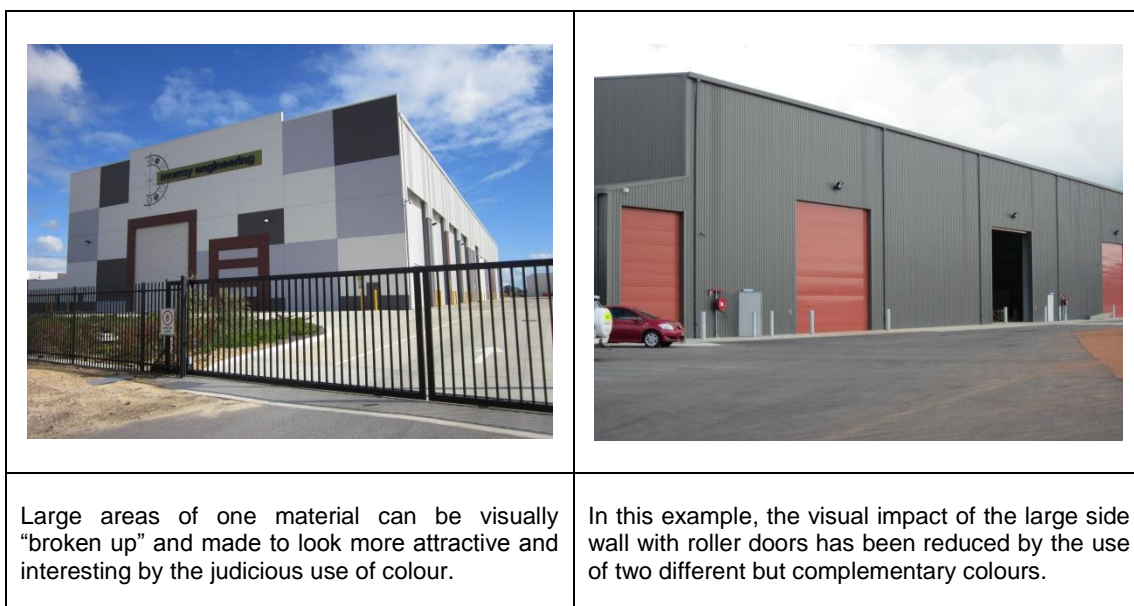 murray engineering
Large areas of one material can be visually
“broken up” and made to look more attractive and
interesting by the judicious use of colour.
In this example, the visual impact of the large side
wall with roller doors has been reduced by the use
of two different but complementary colours.